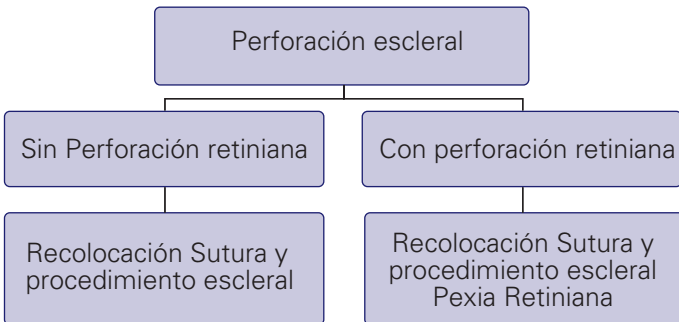 Perforación escleral
Sin Perforación retiniana
Con perforación retiniana
Recolocación Sutura y
procedimiento escleral
Recolocación Sutura y
procedimiento escleral
Pexia Retiniana